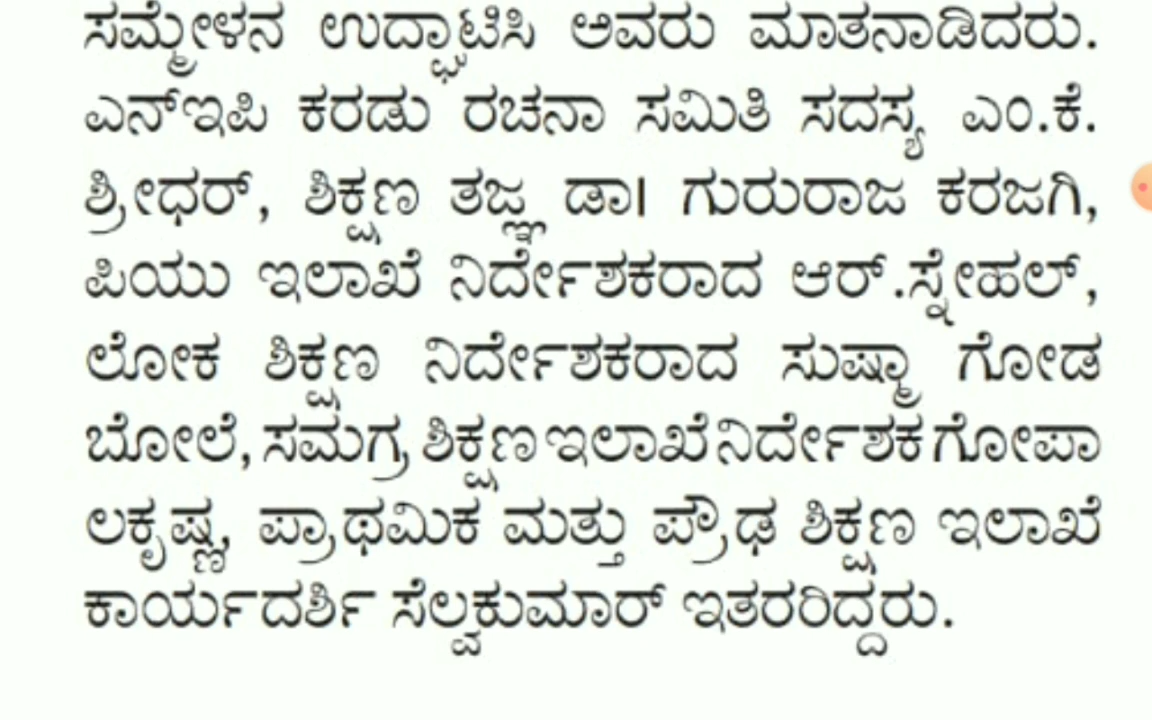 ಸಮ್ಮೇಳನ ಉದ್ಘಾಟಿಸಿ ಅವರು ಮಾತನಾಡಿದರು.
ಎನ್‌ಇಪಿ ಕರಡು ರಚನಾ ಸಮಿತಿ ಸದಸ್ಯ ಎಂ.ಕೆ.
ಶ್ರೀಧರ್, ಶಿಕ್ಷಣ ತಜ್ಞ ಡಾ| ಗುರುರಾಜ ಕರಜಗಿ,
ಪಿಯು ಇಲಾಖೆ ನಿರ್ದೇಶಕರಾದ ಆರ್.ಸ್ನೇಹಲ್,
ಲೋಕ ಶಿಕ್ಷಣ ನಿರ್ದೇಶಕರಾದ ಸುಷ್ಮಾ ಗೋಡ
ಬೋಲೆ, ಸಮಗ್ರ ಶಿಕ್ಷಣ ಇಲಾಖೆ ನಿರ್ದೇಶಕ ಗೋಪಾ
ಲಕೃಷ್ಣ, ಪ್ರಾಥಮಿಕ ಮತ್ತು ಪ್ರೌಢ ಶಿಕ್ಷಣ ಇಲಾಖೆ
ಕಾರ್ಯದರ್ಶಿ ಸೆಲ್ವಕುಮಾರ್ ಇತರರಿದ್ದರು.